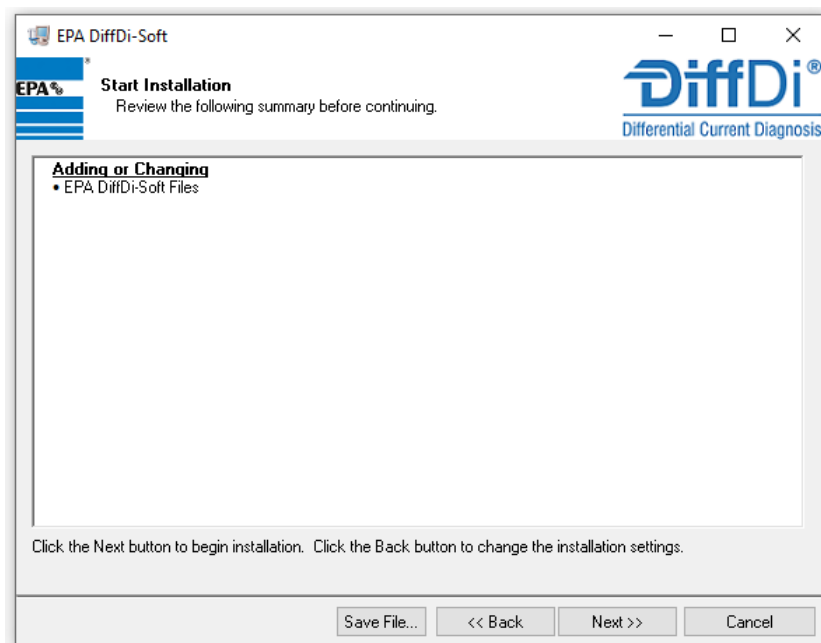 EPA DiffDi-Soft
EPA
®
Start Installation
Review the following summary before continuing.
DiffDi®
Differential Current Diagnosis
Adding or Changing
• EPA DiffDi-Soft Files
Click the Next button to begin installation.  Click the Back button to change the installation settings.
Save File...
<< Back
Next >>
Cancel